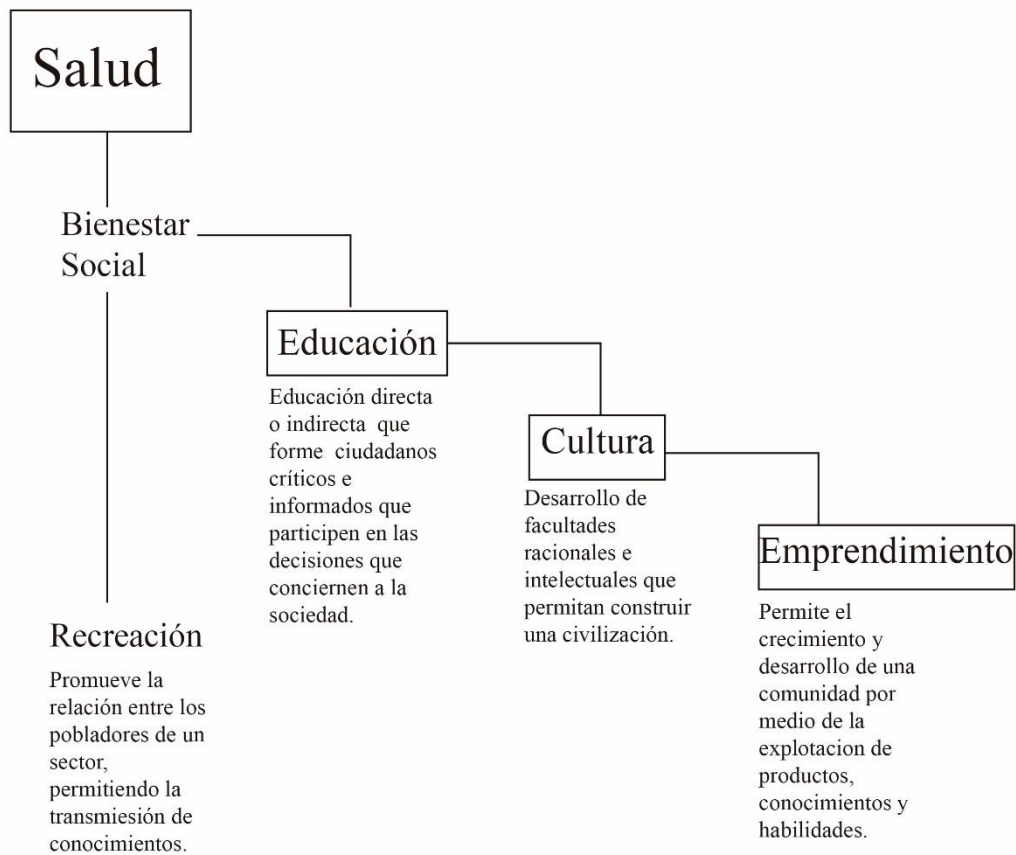 Salud
Bienestar
Social
Educación
Educación directa
o indirecta que
forme ciudadanos
críticos e
informados que
participen en las
decisiones que
conciernen a la
sociedad.
Cultura
Desarrollo de
facultades
racionales e
intelectuales que
permitan construir
una civilización.
Emprendimiento
Permite el
crecimiento y
desarrollo de una
comunidad por
medio de la
explotacion de
productos,
conocimientos y
habilidades.
Recreación
Promueve la
relación entre los
pobladores de un
sector,
permitiendo la
transmiesión de
conocimientos.